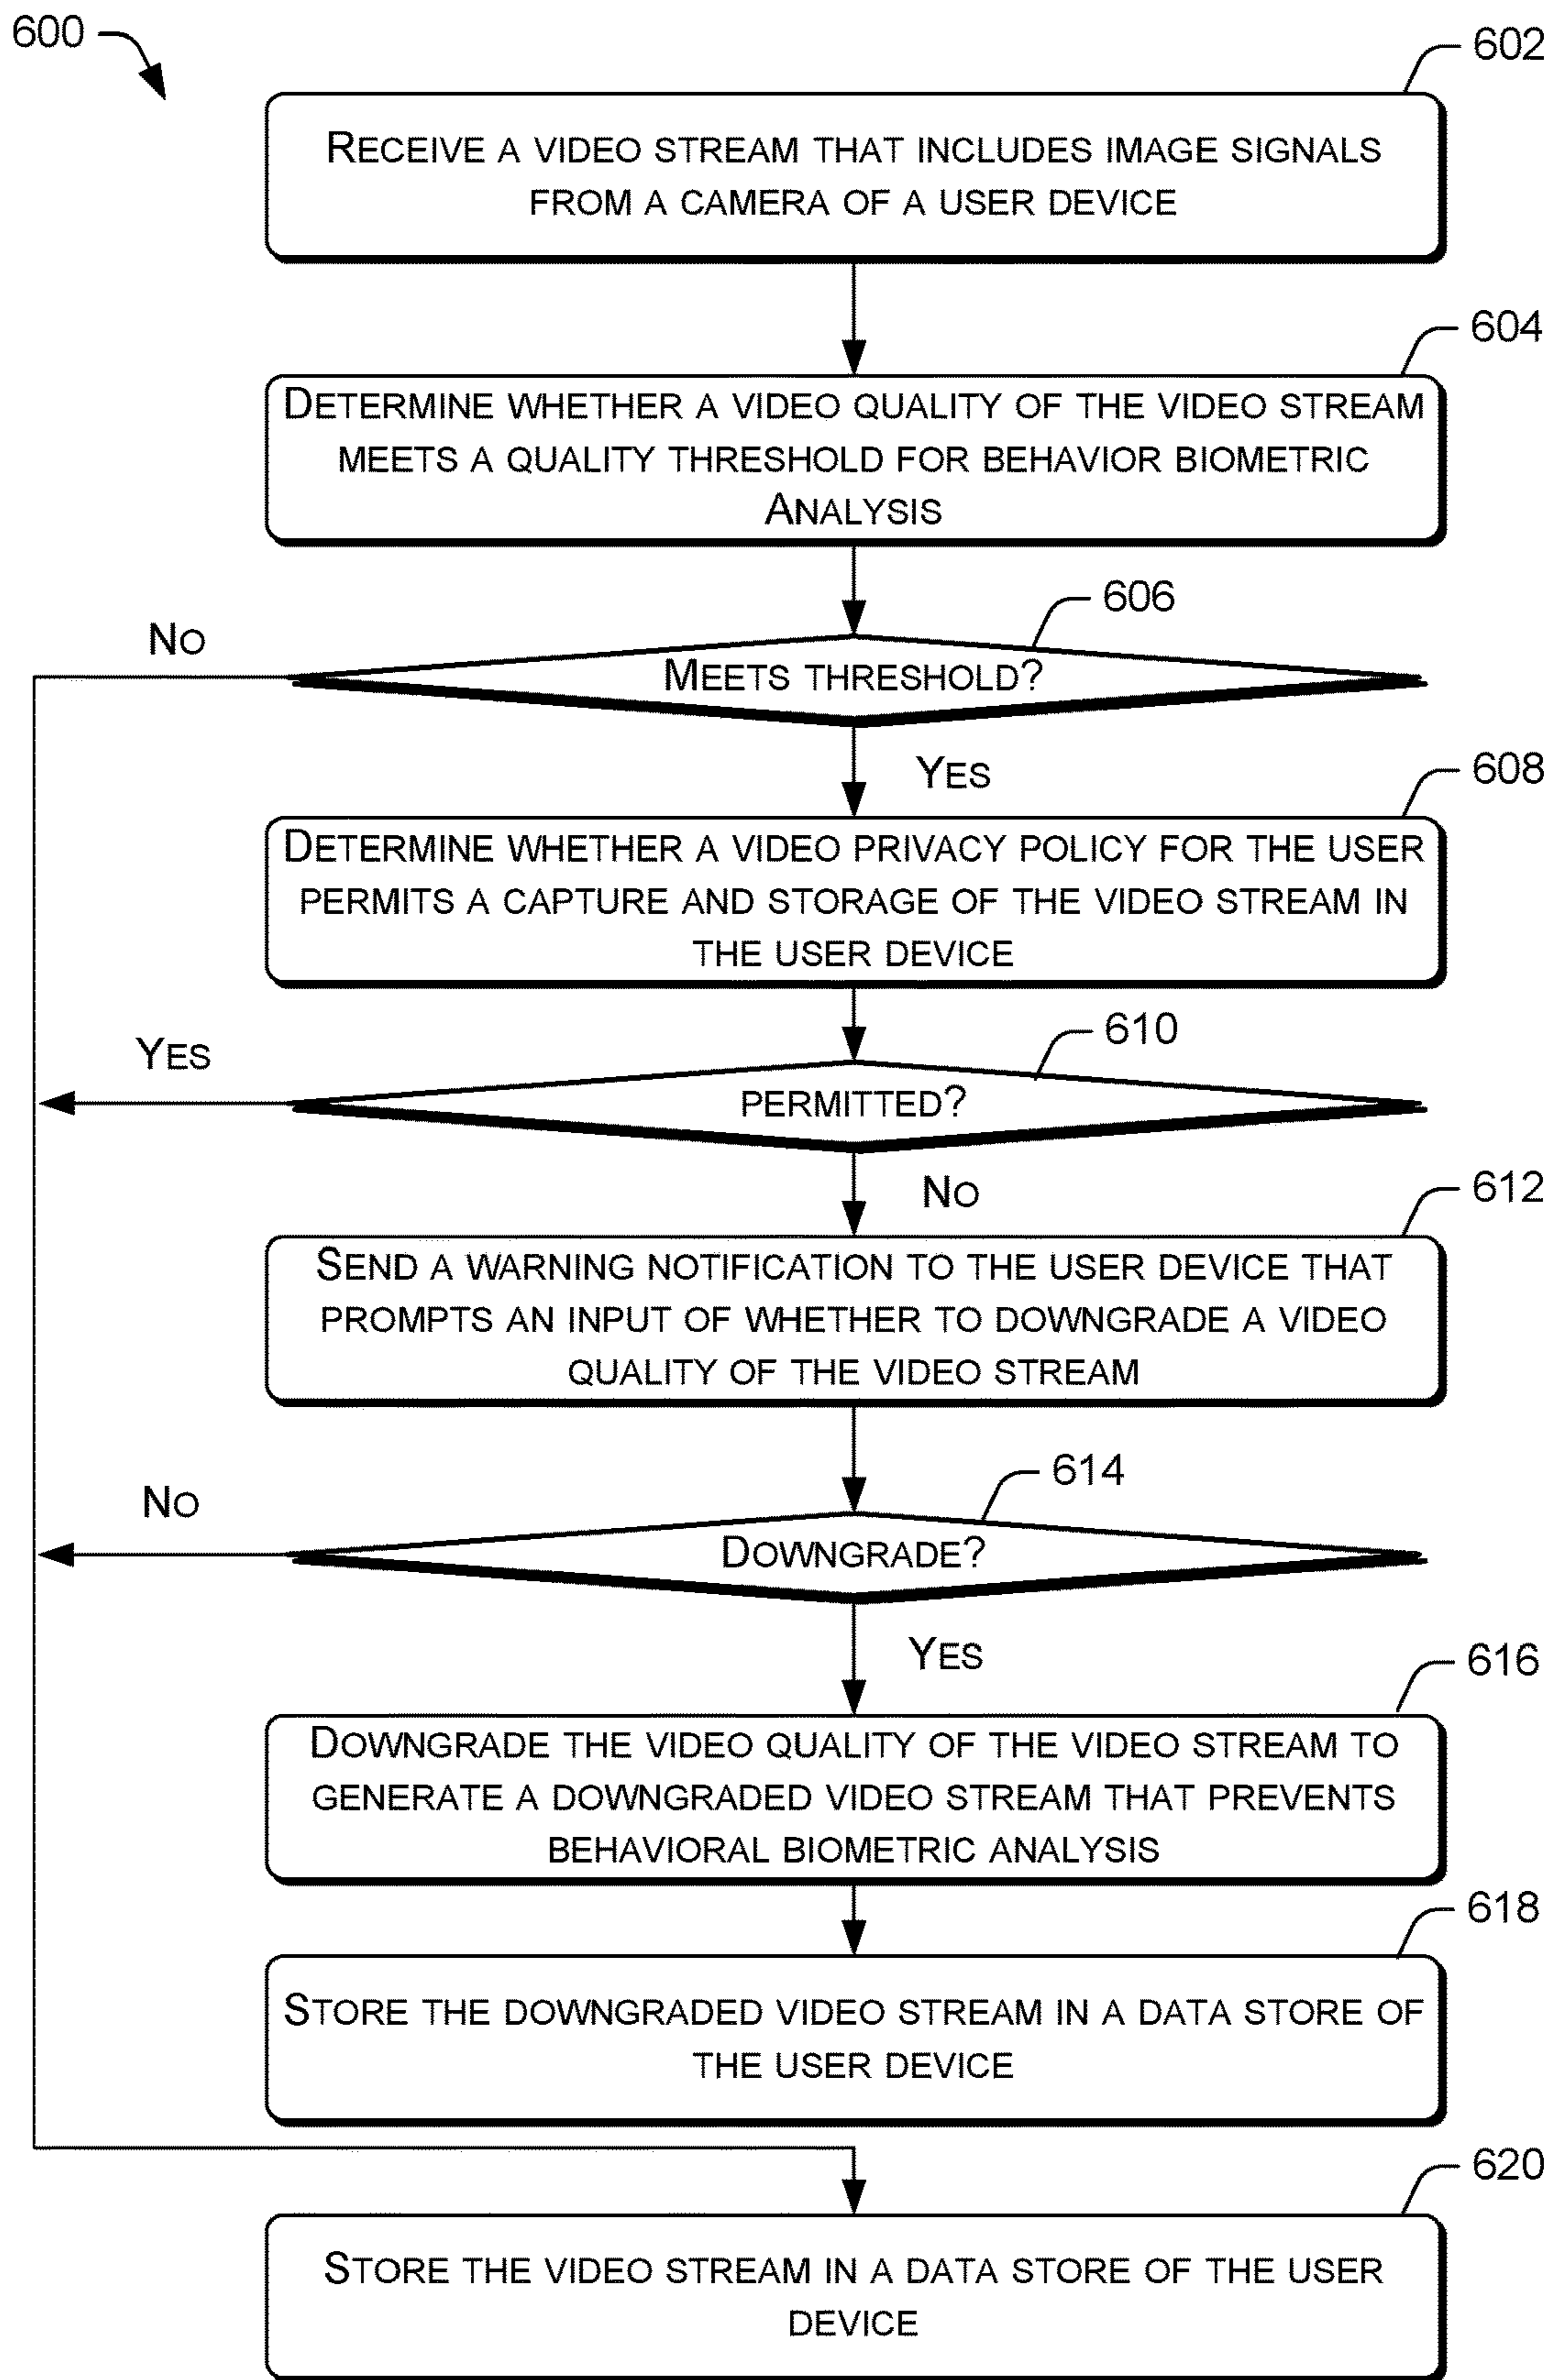 600
602
RECEIVE A VIDEO STREAM THAT INCLUDES IMAGE SIGNALS
FROM A CAMERA OF A USER DEVICE
604
DETERMINE WHETHER A VIDEO QUALITY OF THE VIDEO STREAM
MEETS A QUALITY THRESHOLD FOR BEHAVIOR BIOMETRIC
ANALYSIS
606
NO
MEETS THRESHOLD?
YES
608
DETERMINE WHETHER A VIDEO PRIVACY POLICY FOR THE USER
PERMITS A CAPTURE AND STORAGE OF THE VIDEO STREAM IN
THE USER DEVICE
610
YES
PERMITTED?
NO
612
SEND A WARNING NOTIFICATION TO THE USER DEVICE THAT
PROMPTS AN INPUT OF WHETHER TO DOWNGRADE A VIDEO
QUALITY OF THE VIDEO STREAM
614
NO
DOWNGRADE?
YES
616
DOWNGRADE THE VIDEO QUALITY OF THE VIDEO STREAM TO
GENERATE A DOWNGRADED VIDEO STREAM THAT PREVENTS
BEHAVIORAL BIOMETRIC ANALYSIS
618
STORE THE DOWNGRADED VIDEO STREAM IN A DATA STORE OF
THE USER DEVICE
620
STORE THE VIDEO STREAM IN A DATA STORE OF THE USER
DEVICE